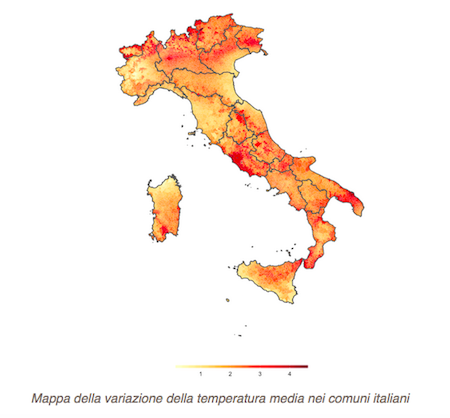 1 2 3 4
Mappa della variazione della temperatura media nei comuni italiani